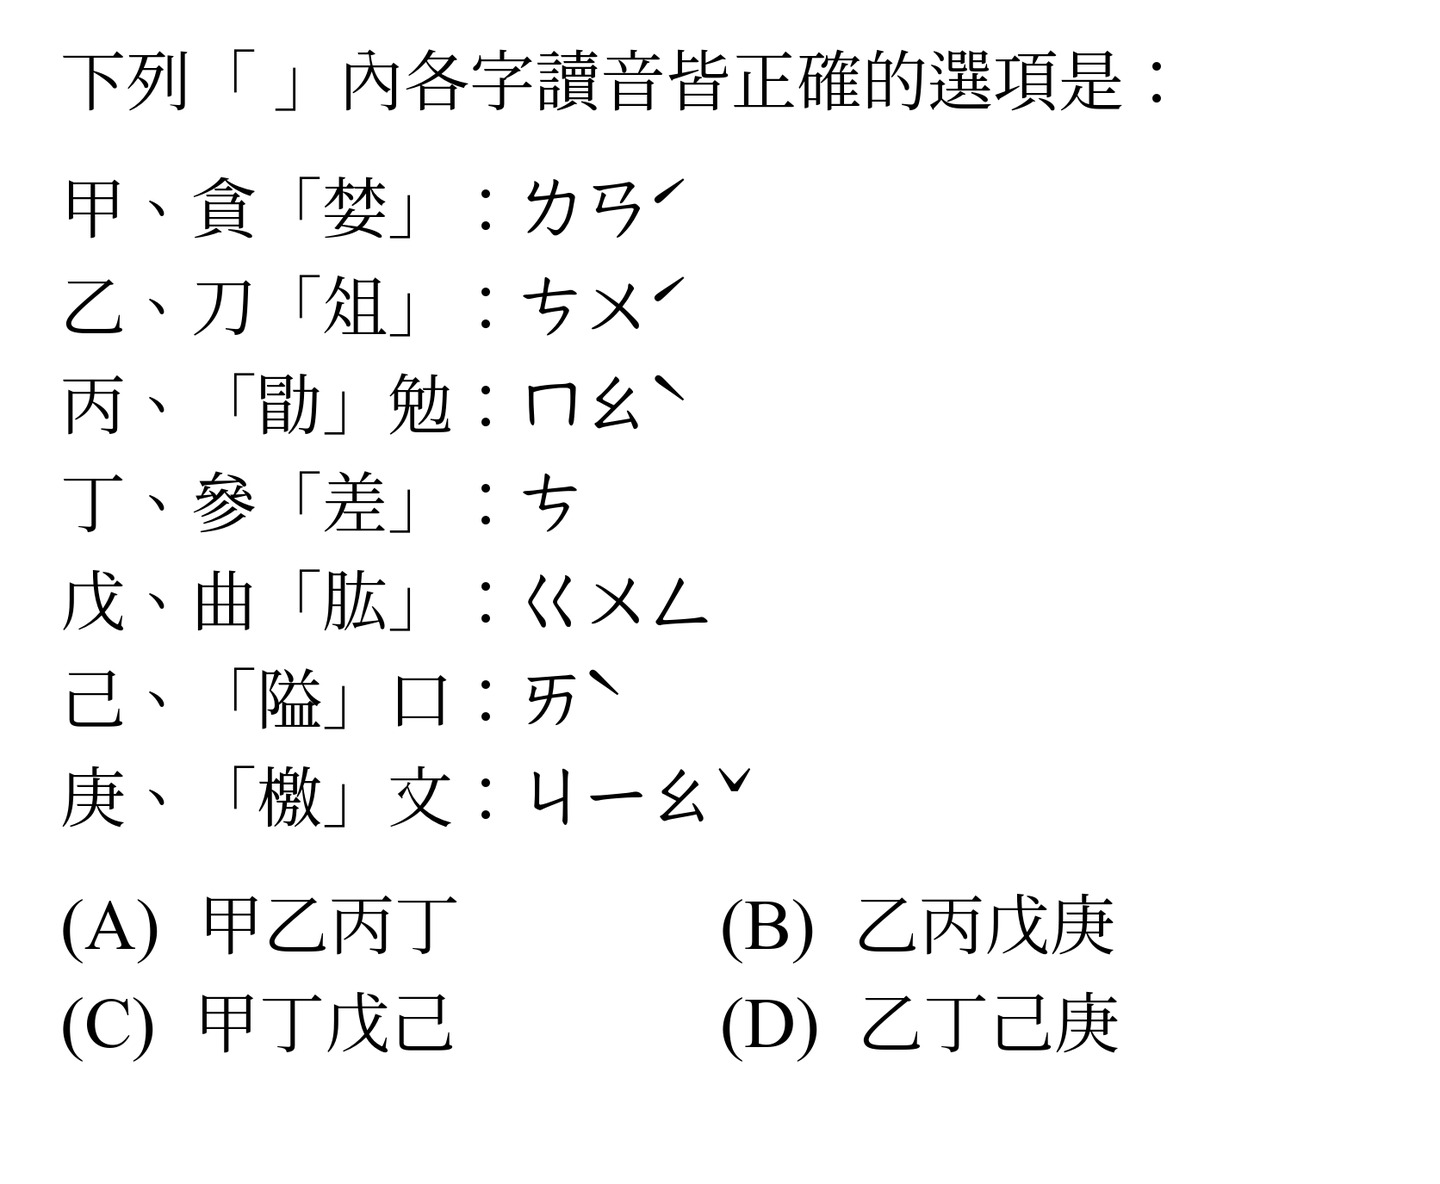 下列「 」內各字讀音皆正確的選項是：
甲、貪「婪」：ㄌㄢˊ
乙、刀「俎」：ㄘㄨˊ
丙、「勖」勉：ㄇㄠˋ
丁、參「差」：ㄘ
戊、曲「肱」：ㄍㄨㄥ
己、「隘」口：ㄞˋ
庚、「檄」文：ㄐㄧㄠˇ
(A) 甲乙丙丁 (B) 乙丙戊庚
(C) 甲丁戊己 (D) 乙丁己庚